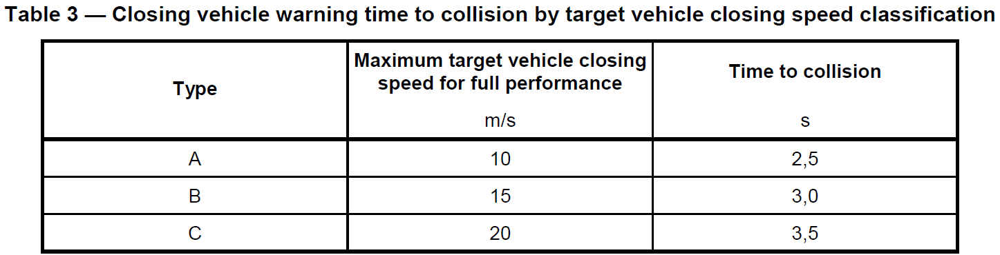 Table 3 — Closing vehicle warning time to collision by target vehicle closing speed classification
Type
Maximum target vehicle closing
speed for full performance
m/s
Time to collision
s
A 10 2,5
B 15 3,0
C 20 3,5